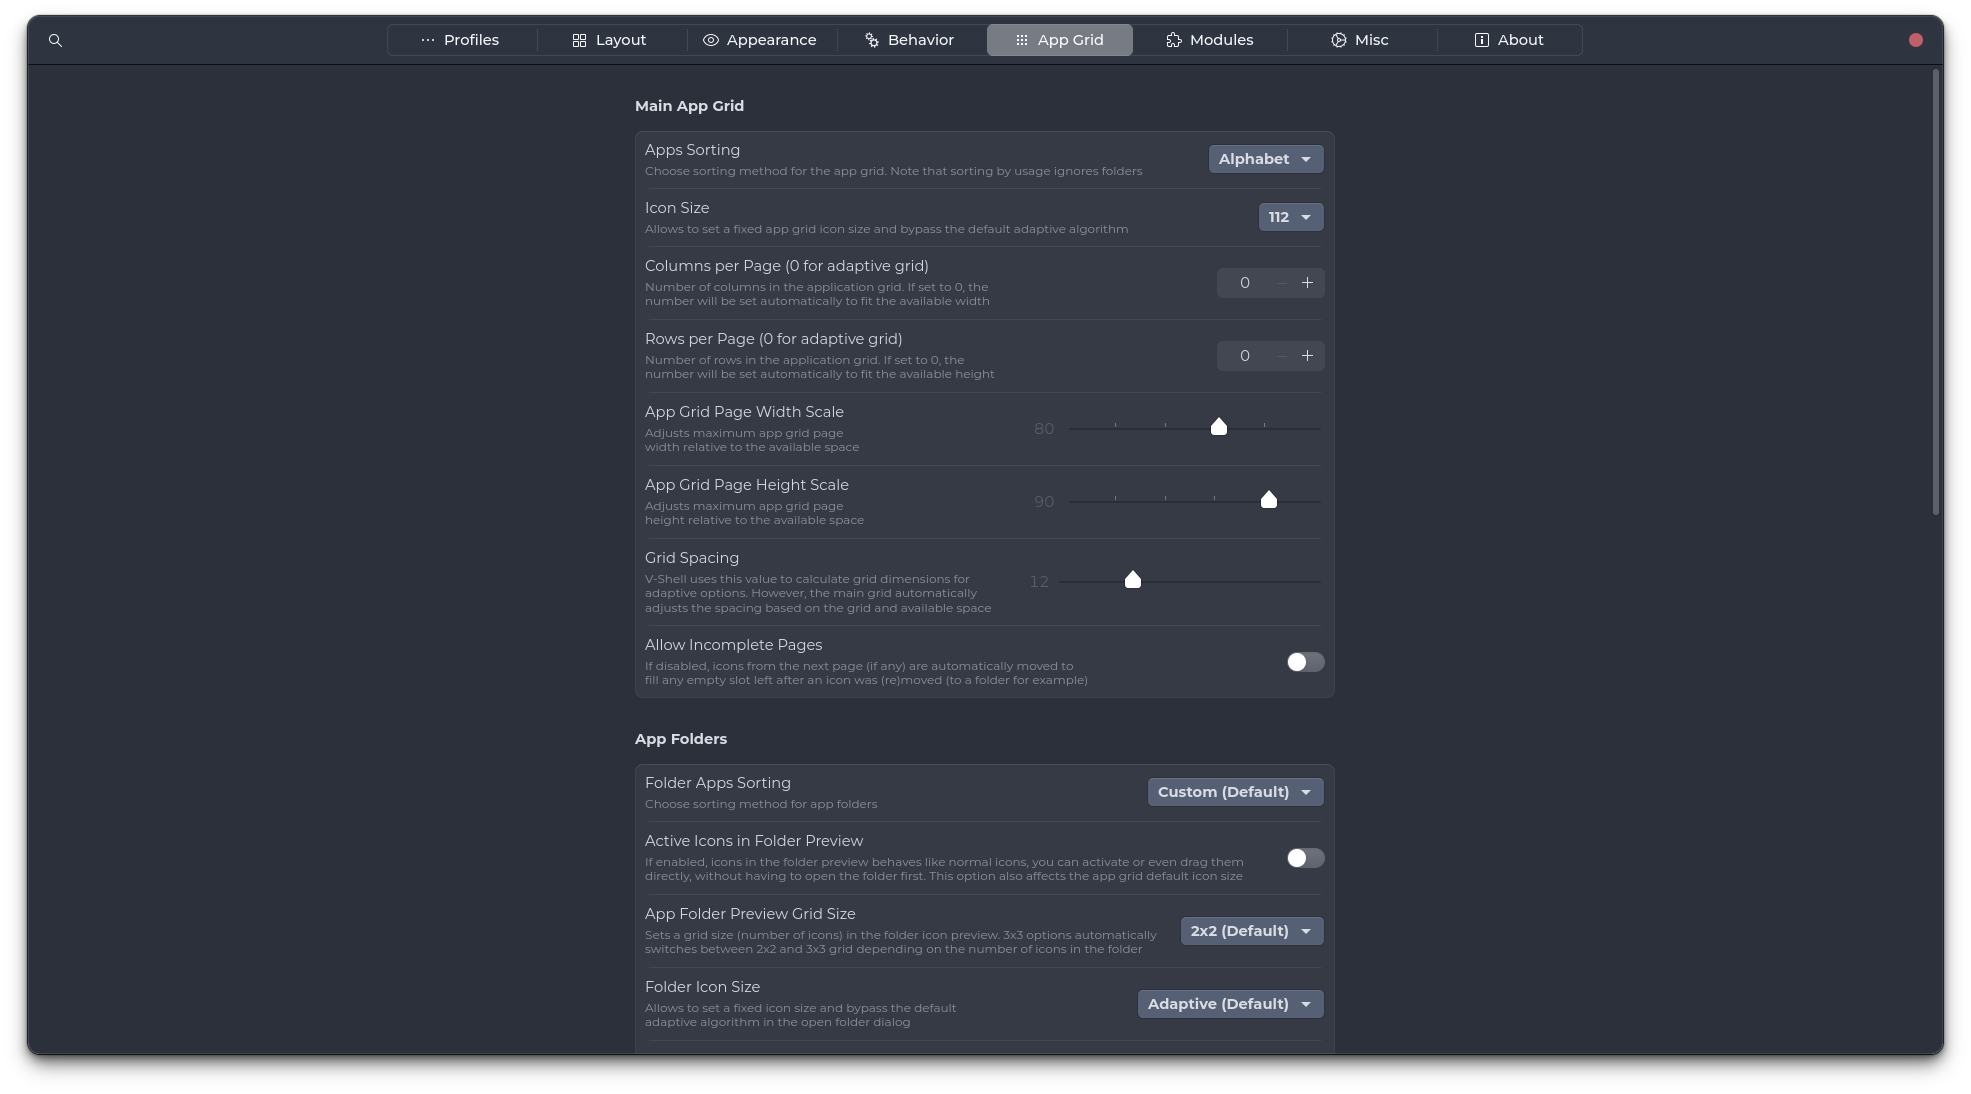 Profiles
Layout
Appearance
Behavior
App Grid
Modules
Misc
About
Main App Grid
Apps Sorting
Choose sorting method for the app grid. Note that sorting by usage ignores folders
Alphabet
Icon Size
Allows to set a fixed app grid icon size and bypass the default adaptive algorithm
112
Columns per Page (0 for adaptive grid)
Number of columns in the application grid. If set to 0, the
number will be set automatically to fit the available width
0
Rows per Page (0 for adaptive grid)
Number of rows in the application grid. If set to 0, the
number will be set automatically to fit the available height
0
App Grid Page Width Scale
Adjusts maximum app grid page
width relative to the available space
80
App Grid Page Height Scale
Adjusts maximum app grid page
height relative to the available space
90
Grid Spacing
V-Shell uses this value to calculate grid dimensions for
adaptive options. However, the main grid automatically
adjusts the spacing based on the grid and available space
12
Allow Incomplete Pages
If disabled, icons from the next page (if any) are automatically moved to
fill any empty slot left after an icon was (re)moved (to a folder for example)
App Folders
Folder Apps Sorting
Choose sorting method for app folders
Custom (Default)
Active Icons in Folder Preview
If enabled, icons in the folder preview behaves like normal icons, you can activate or even drag them
directly, without having to open the folder first. This option also affects the app grid default icon size
App Folder Preview Grid Size
Sets a grid size (number of icons) in the folder icon preview. 3x3 options automatically
switches between 2x2 and 3x3 grid depending on the number of icons in the folder
2x2 (Default)
Folder Icon Size
Allows to set a fixed icon size and bypass the default
adaptive algorithm in the open folder dialog
Adaptive (Default)